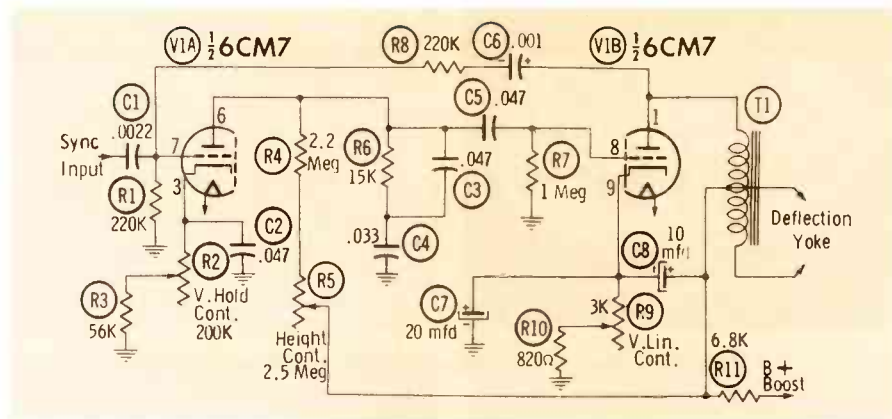 V1A ½6CM7
R8 220K
C6 .001
V1B ½6CM7
C1
.0022
Sync
Input
6
7
3
R1
220K
C2
.047
R2
V.Hold
Cont.
200K
R3
56K
R4
2.2
Meg
R5
Height
Cont.
2.5 Meg
R6
15K
C5
.047
.047
C3
.033
C4
R7
1 Meg
1
8
9
T1
Deflection
Yoke
C8
10
mfd
C7
20 mfd
3K
R9
V.Lin.
Cont.
R10
820Ω
6.8K
R11
B+
Boost